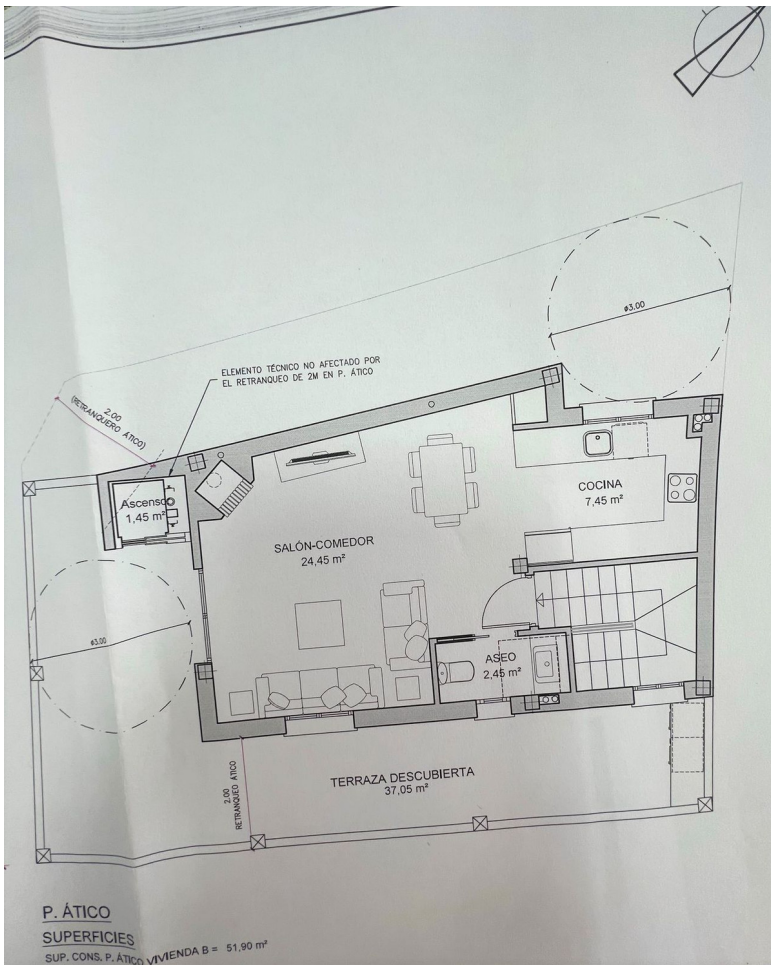 ø3.00
ELEMENTO TÉCNICO NO AFECTADO POR
EL RETRANQUEO DE 2M EN P. ÁTICO
2.00
(RETRANQUERO ÁTICO)
Ascenso
1,45 m²
COCINA
7,45 m²
SALÓN-COMEDOR
24,45 m²
ø3.00
ASEO
2,45 m²
TERRAZA DESCUBIERTA
37,05 m²
2.00
RETRANQUEO ÁTICO
P. ÁTICO
SUPERFICIES
SUP. CONS. P. ÁTICO VIVIENDA B = 51,90 m²